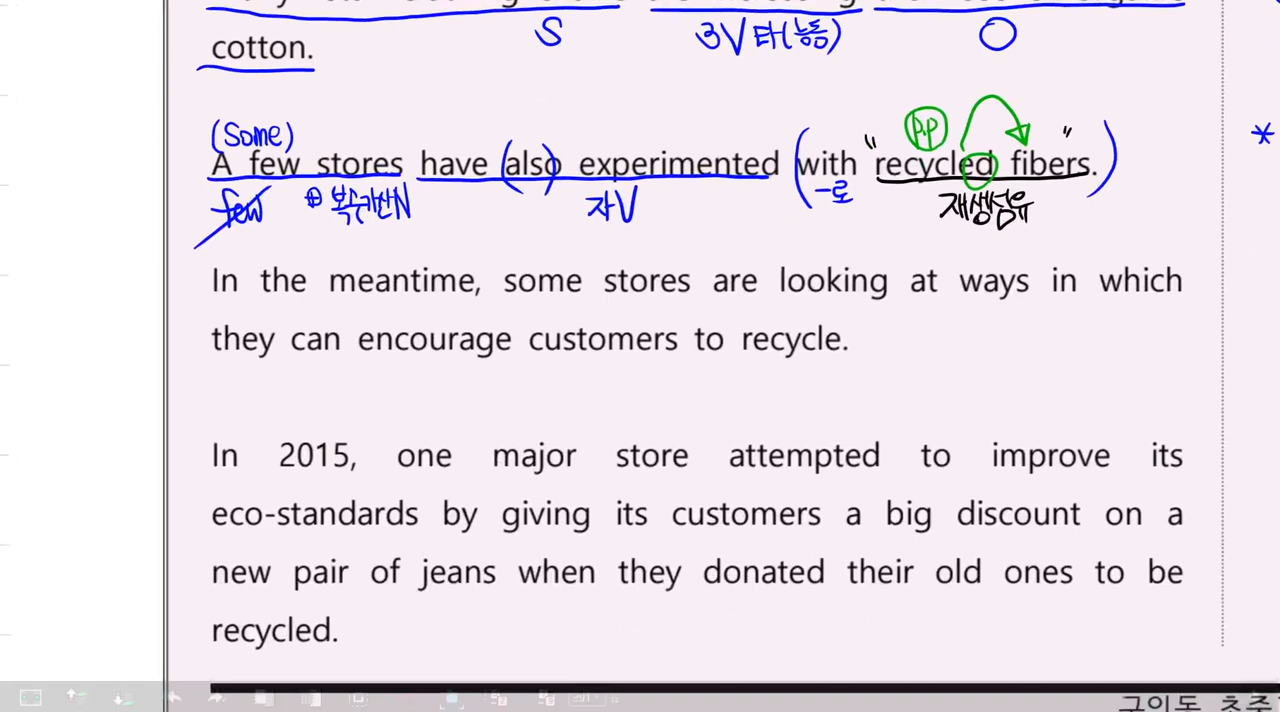 S 3V 타(능동) O
cotton.
(Some) p.p
A few stores have (also) experimented (with "recycled fibers.")
few ⊕ 복수가산N 자V -로 재생섬유
*
In the meantime, some stores are looking at ways in which
they can encourage customers to recycle.
In 2015, one major store attempted to improve its
eco-standards by giving its customers a big discount on a
new pair of jeans when they donated their old ones to be
recycled.